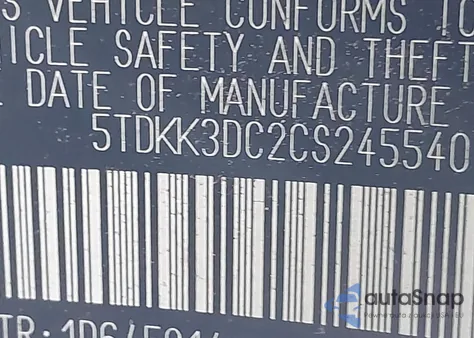 S VEHICLE CONFORMS TO
ICLE SAFETY AND THEFT
DATE OF MANUFACTURE
5TDKK3DC2CS245540
autoSnap